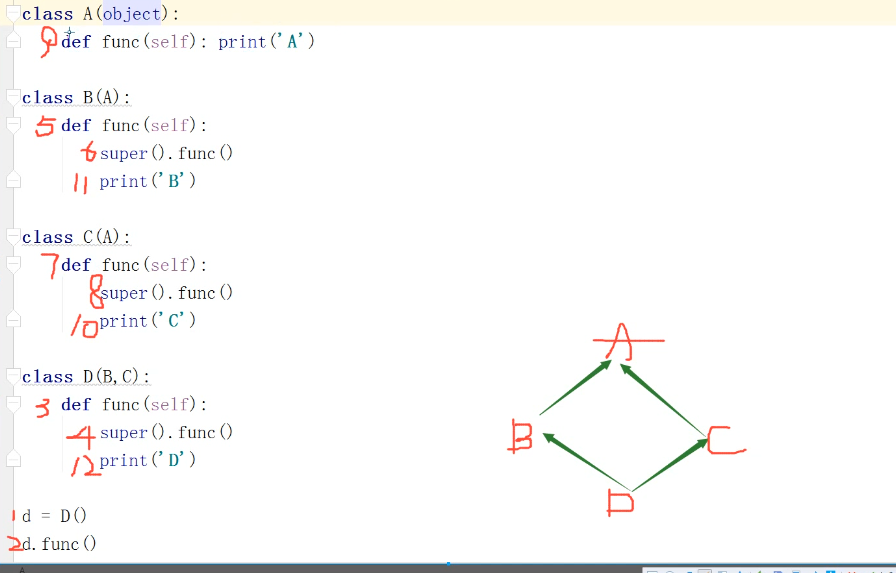 class A(object):
9 def func(self): print('A')
class B(A):
5 def func(self):
6 super().func()
11 print('B')
class C(A):
7 def func(self):
8 super().func()
10 print('C')
class D(B,C):
3 def func(self):
4 super().func()
12 print('D')
1 d = D()
2 d.func()
A
B
C
D